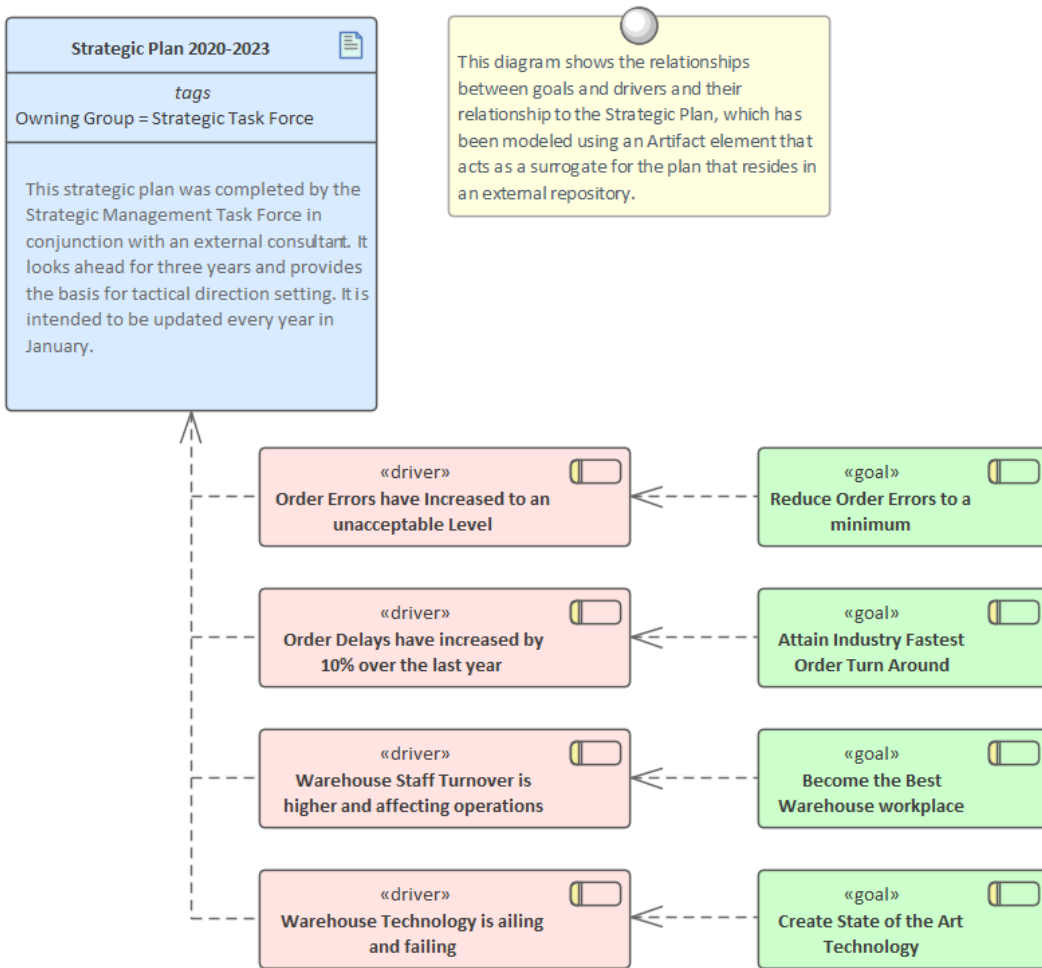 Strategic Plan 2020-2023
tags
Owning Group = Strategic Task Force
This strategic plan was completed by the
Strategic Management Task Force in
conjunction with an external consultant. It
looks ahead for three years and provides
the basis for tactical direction setting. It is
intended to be updated every year in
January.
This diagram shows the relationships
between goals and drivers and their
relationship to the Strategic Plan, which has
been modeled using an Artifact element that
acts as a surrogate for the plan that resides in
an external repository.
«driver»
Order Errors have Increased to an
unacceptable Level
«goal»
Reduce Order Errors to a
minimum
«driver»
Order Delays have increased by
10% over the last year
«goal»
Attain Industry Fastest
Order Turn Around
«driver»
Warehouse Staff Turnover is
higher and affecting operations
«goal»
Become the Best
Warehouse workplace
«driver»
Warehouse Technology is ailing
and failing
«goal»
Create State of the Art
Technology